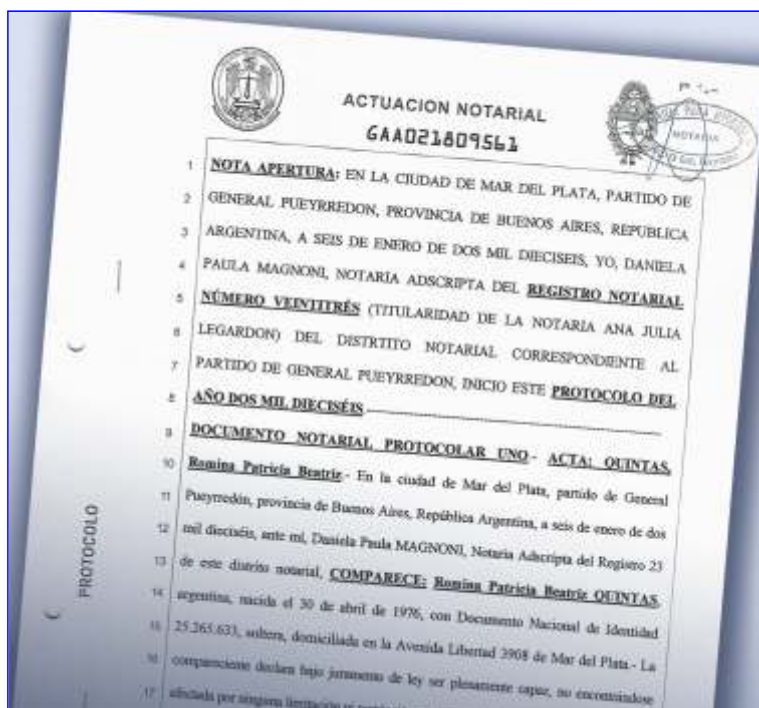 ACTUACION NOTARIAL
GAA021809561
NOTARIA
1 NOTA APERTURA: EN LA CIUDAD DE MAR DEL PLATA, PARTIDO DE
2 GENERAL PUEYRREDON, PROVINCIA DE BUENOS AIRES, REPUBLICA
3 ARGENTINA, A SEIS DE ENERO DE DOS MIL DIECISEIS, YO, DANIELA
4 PAULA MAGNONI, NOTARIA ADSCRIPTA DEL REGISTRO NOTARIAL
5 NÚMERO VEINTITRÉS (TITULARIDAD DE LA NOTARIA ANA JULIA
6 LEGARDON) DEL DISTRTITO NOTARIAL CORRESPONDIENTE AL
7 PARTIDO DE GENERAL PUEYRREDON, INICIO ESTE PROTOCOLO DEL
8 AÑO DOS MIL DIECISÉIS
9 DOCUMENTO NOTARIAL PROTOCOLAR UNO.- ACTA: QUINTAS,
10 Romina Patricia Beatriz.- En la ciudad de Mar del Plata, partido de General
11 Pueyrredón, provincia de Buenos Aires, República Argentina, a seis de enero de dos
12 mil dieciséis, ante mí, Daniela Paula MAGNONI, Notaria Adscripta del Registro 23
13 de este distrito notarial, COMPARECE: Romina Patricia Beatriz QUINTAS,
14 argentina, nacida el 30 de abril de 1976, con Documento Nacional de Identidad
15 25.265.633, soltera, domiciliada en la Avenida Libertad 3908 de Mar del Plata.- La
16 compareciente declara bajo juramento de ley ser plenamente capaz, no encontrándose
17 afectada por ninguna limitación
PROTOCOLO